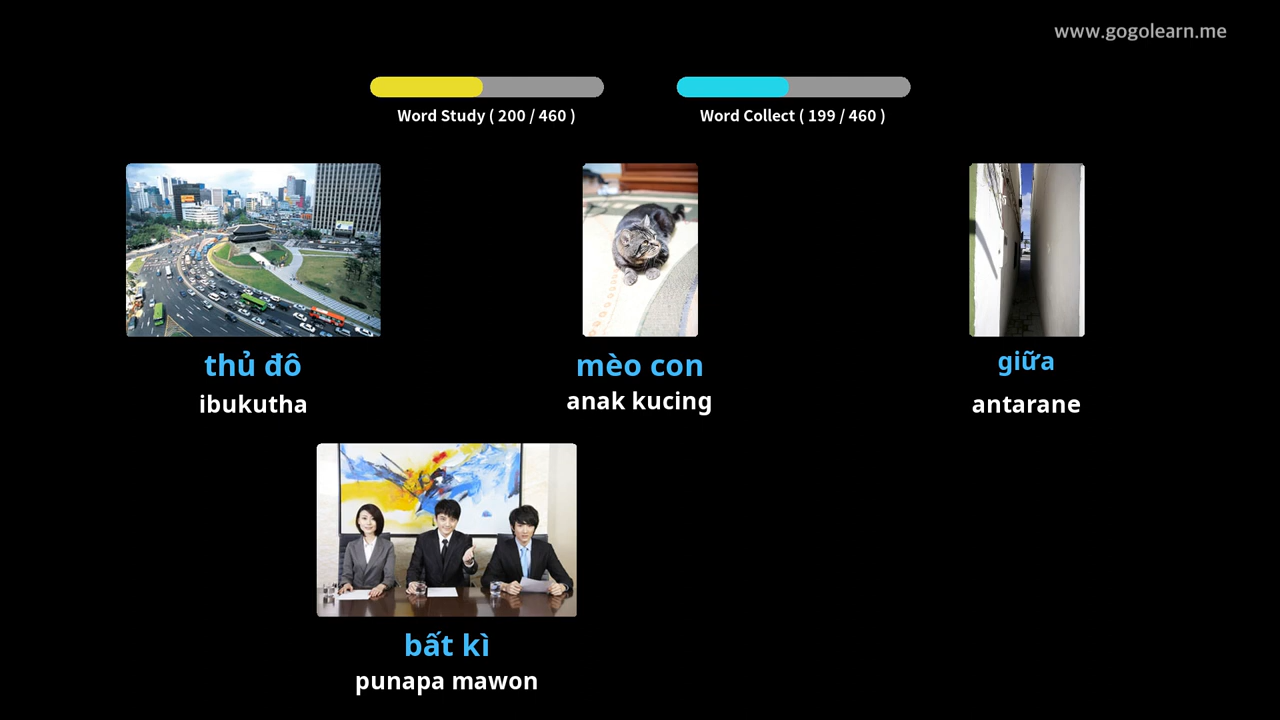 www.gogolearn.me
Word Study ( 200 / 460 )
Word Collect ( 199 / 460 )
thủ đô
ibukutha
mèo con
anak kucing
giữa
antarane
bất kì
punapa mawon